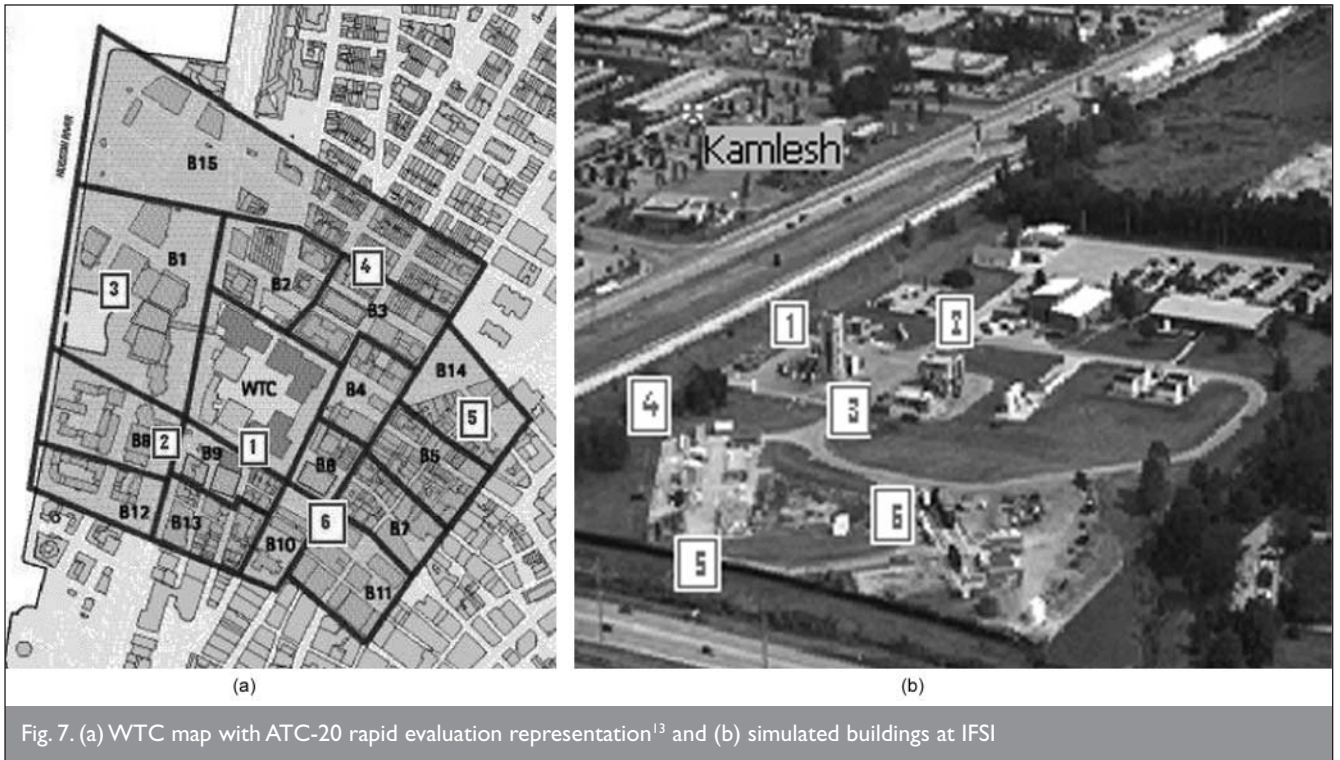 HUDSON RIVER
B15
B1
B2
4
3
B3
WTC
B4
B14
5
B8
2
B9
1
B6
B5
6
B7
B12
B13
B10
B11
(a)
Kamlesh
1
2
4
3
6
5
(b)
Fig. 7. (a) WTC map with ATC-20 rapid evaluation representation¹³ and (b) simulated buildings at IFSI